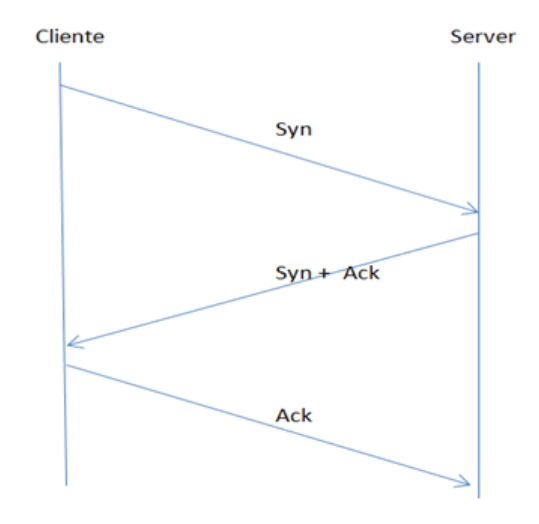 Cliente Server
Syn
Syn + Ack
Ack